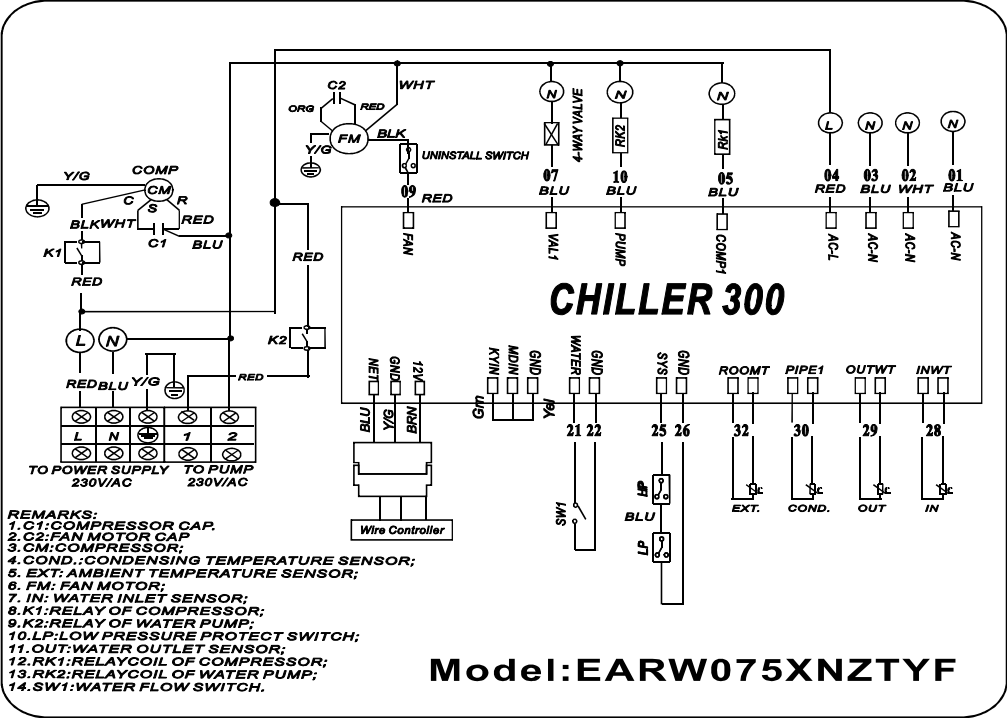 C2
WHT
ORG
RED
FM
BLK
Y/G
UNINSTALL SWITCH
09
RED
N
4-WAY VALVE
07
BLU
N
RK2
10
BLU
N
RK1
05
BLU
L
04
RED
N
03
BLU
N
02
WHT
N
01
BLU
COMP
Y/G
CM
C
S
R
BLK
WHT
RED
C1
BLU
K1
RED
RED
K2
RED
L
N
RED
BLU
Y/G
L
N
1
2
TO POWER SUPPLY
230V/AC
TO PUMP
230V/AC
FAN
VAL1
PUMP
COMP1
AC-L
AC-N
AC-N
AC-N
CHILLER 300
NET
GND
12V
KYIN
MDIN
GND
WATER
GND
SYS
GND
ROOMT
PIPE1
OUTWT
INWT
BLU
Y/G
BRN
Grn
Yel
21
22
25
26
32
30
29
28
SW1
HP
BLU
LP
EXT.
COND.
OUT
IN
Wire Controller
REMARKS:
1.C1:COMPRESSOR CAP.
2.C2:FAN MOTOR CAP
3.CM:COMPRESSOR;
4.COND.:CONDENSING TEMPERATURE SENSOR;
5. EXT: AMBIENT TEMPERATURE SENSOR;
6. FM: FAN MOTOR;
7. IN: WATER INLET SENSOR;
8.K1:RELAY OF COMPRESSOR;
9.K2:RELAY OF WATER PUMP;
10.LP:LOW PRESSURE PROTECT SWITCH;
11.OUT:WATER OUTLET SENSOR;
12.RK1:RELAYCOIL OF COMPRESSOR;
13.RK2:RELAYCOIL OF WATER PUMP;
14.SW1:WATER FLOW SWITCH.
Model:EARW075XNZTYF